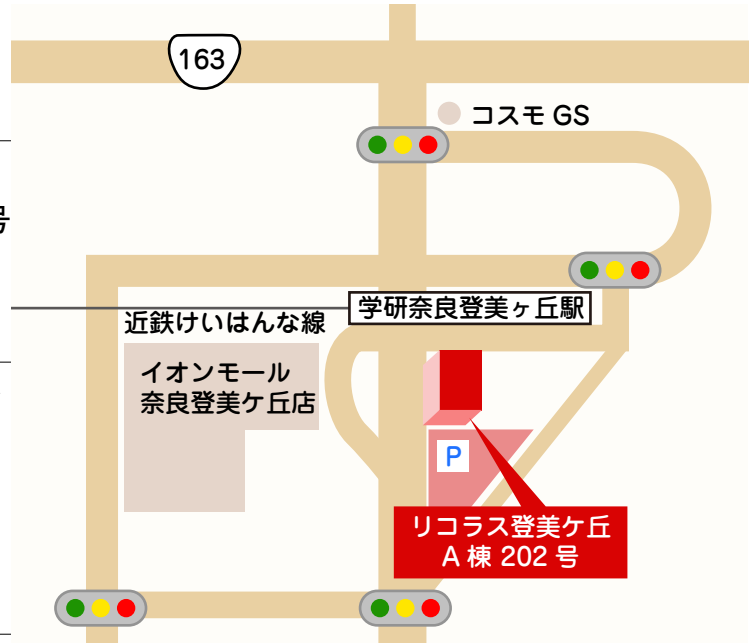 163
コスモ GS
号
学研奈良登美ヶ丘駅
近鉄けいはんな線
イオンモール
奈良登美ケ丘店
P
リコラス登美ケ丘
A 棟 202 号